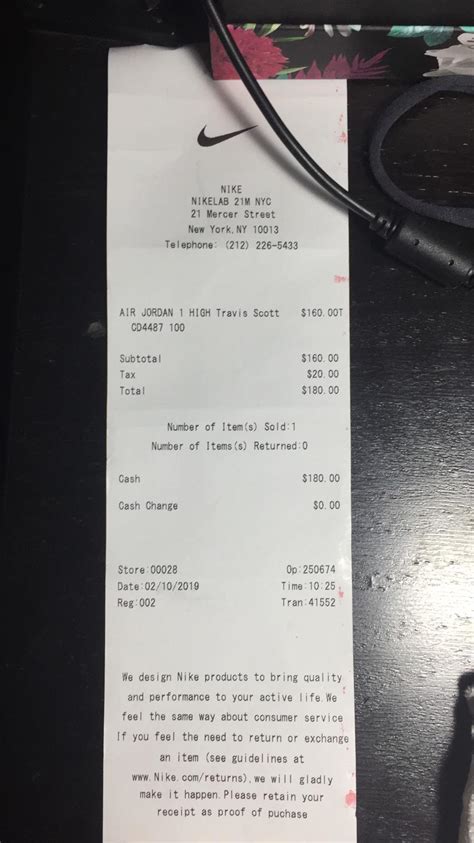 NIKE
NIKELAB 21M NYC
21 Mercer Street
New York, NY 10013
Telephone: (212) 226-5433
AIR JORDAN 1 HIGH Travis Scott $160.00T
CD4487 100
Subtotal $160.00
Tax $20.00
Total $180.00
Number of Item(s) Sold:1
Number of Items(s) Returned:0
Cash $180.00
Cash Change $0.00
Store:00028 Op:250674
Date:02/10/2019 Time:10:25
Reg:002 Tran:41552
We design Nike products to bring quality
and performance to your active life.We
feel the same way about consumer service
If you feel the need to return or exchange
an item (see guidelines at
www.Nike.com/returns),we will gladly
make it happen.Please retain your
receipt as proof of puchase